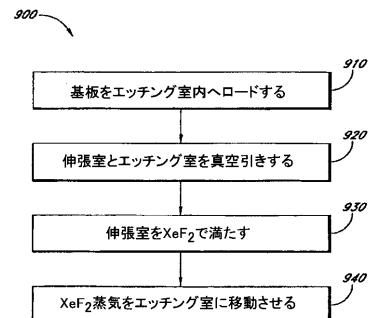 900
910
基板をエッチング室内へロードする
920
伸張室とエッチング室を真空引きする
930
伸張室をXeF2で満たす
940
XeF2蒸気をエッチング室に移動させる